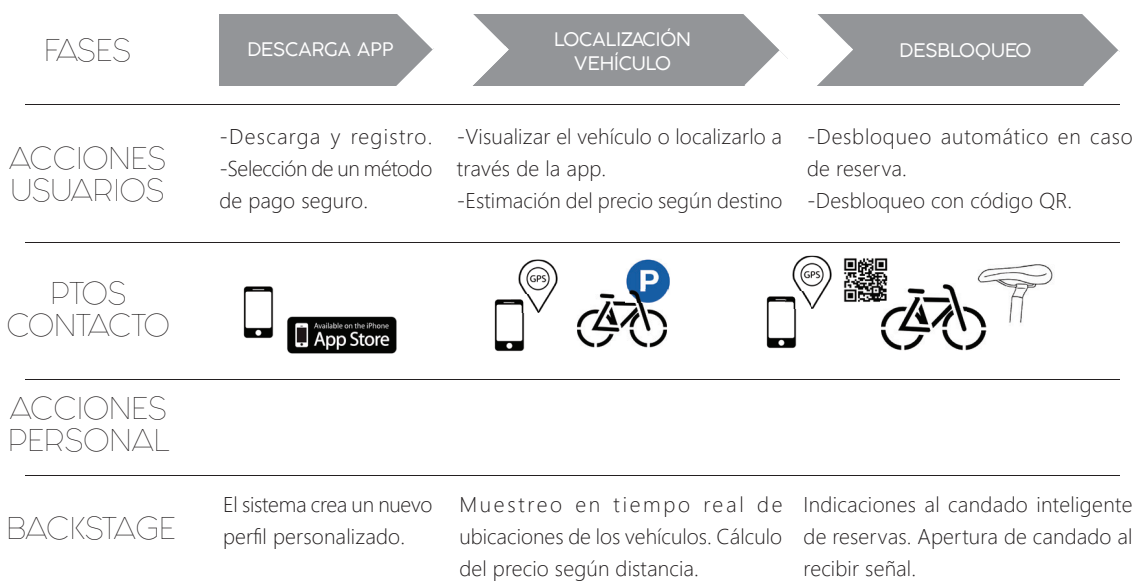 FASES
DESCARGA APP
LOCALIZACIÓN
VEHÍCULO
DESBLOQUEO
ACCIONES
USUARIOS
-Descarga y registro.
-Selección de un método
de pago seguro.
-Visualizar el vehículo o localizarlo a
través de la app.
-Estimación del precio según destino
-Desbloqueo automático en caso
de reserva.
-Desbloqueo con código QR.
PTOS
CONTACTO
Available on the iPhone
App Store
GPS
P
GPS
ACCIONES
PERSONAL
BACKSTAGE
El sistema crea un nuevo
perfil personalizado.
Muestreo en tiempo real de
ubicaciones de los vehículos. Cálculo
del precio según distancia.
Indicaciones al candado inteligente
de reservas. Apertura de candado al
recibir señal.